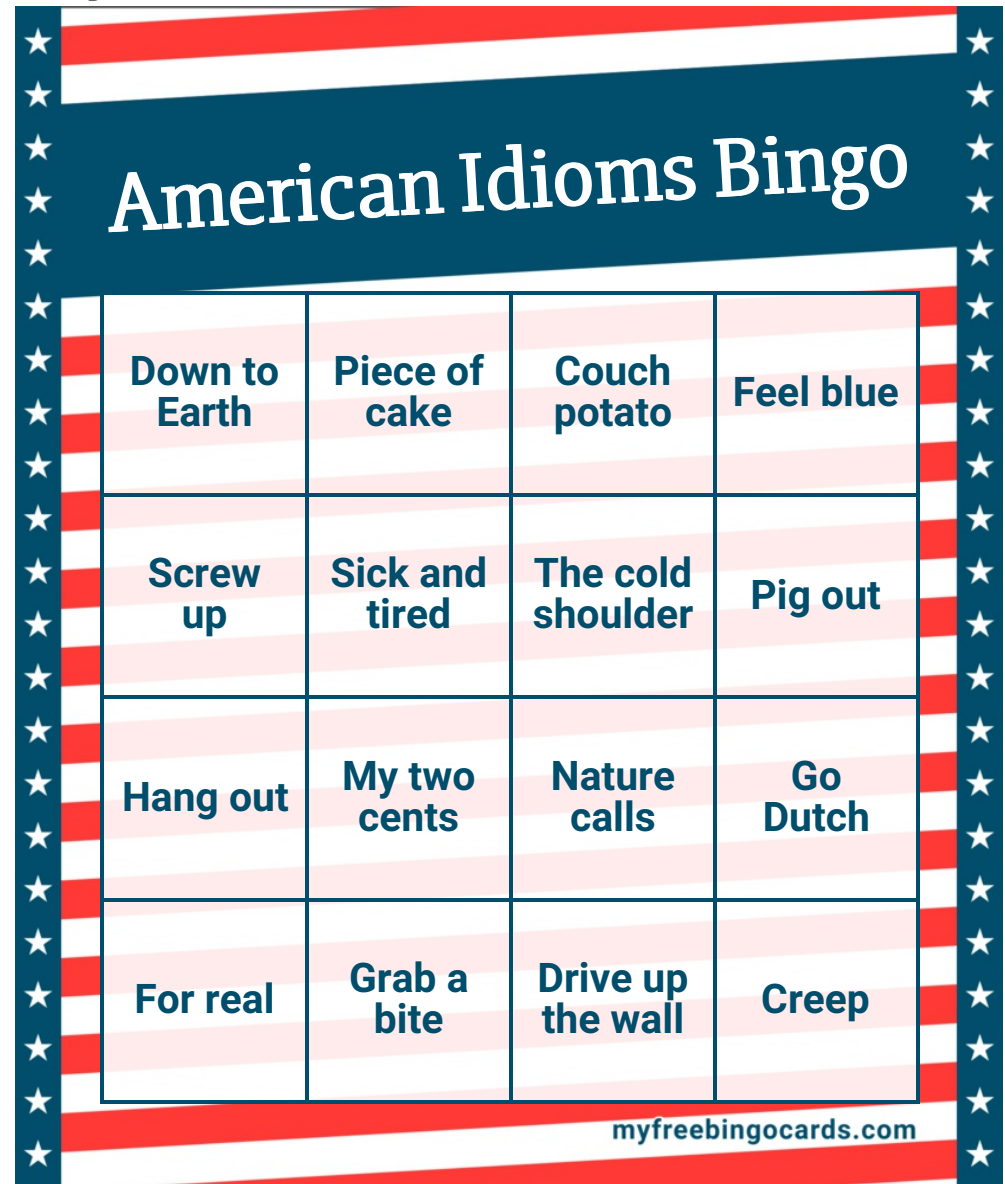 American Idioms Bingo
Down to
Earth
Piece of
cake
Couch
potato
Feel blue
Screw
up
Sick and
tired
The cold
shoulder
Pig out
Hang out
My two
cents
Nature
calls
Go
Dutch
For real
Grab a
bite
Drive up
the wall
Creep
myfreebingocards.com